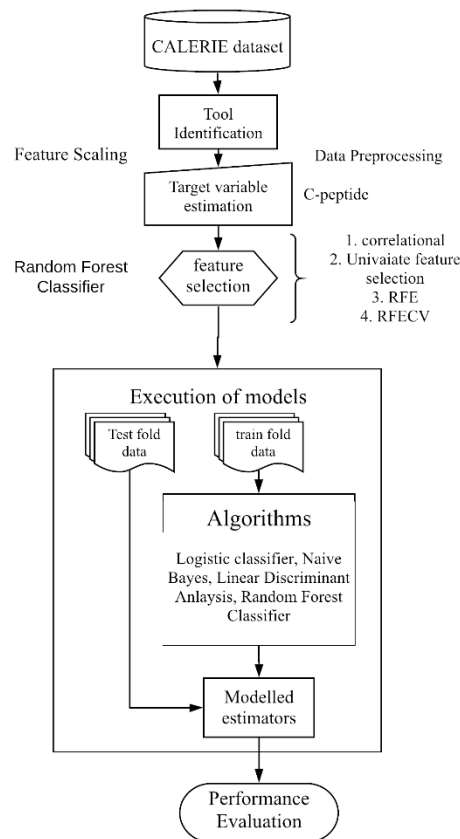 CALERIE dataset
Tool
Identification
Feature Scaling
Data Preprocessing
Target variable
estimation
C-peptide
Random Forest
Classifier
feature
selection
1. correlational
2. Univaiate feature
selection
3. RFE
4. RFECV
Execution of models
Test fold
data
train fold
data
Algorithms
Logistic classifier, Naive
Bayes, Linear Discriminant
Anlaysis, Random Forest
Classifier
Modelled
estimators
Performance
Evaluation